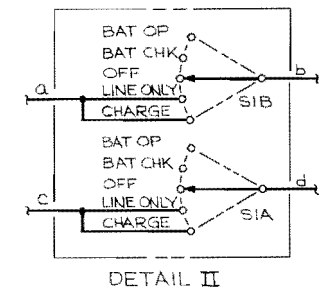 BAT OP
BAT CHK
OFF
a
b
LINE ONLY
S1B
CHARGE
BAT OP
BAT CHK
OFF
c
d
LINE ONLY
S1A
CHARGE
DETAIL II